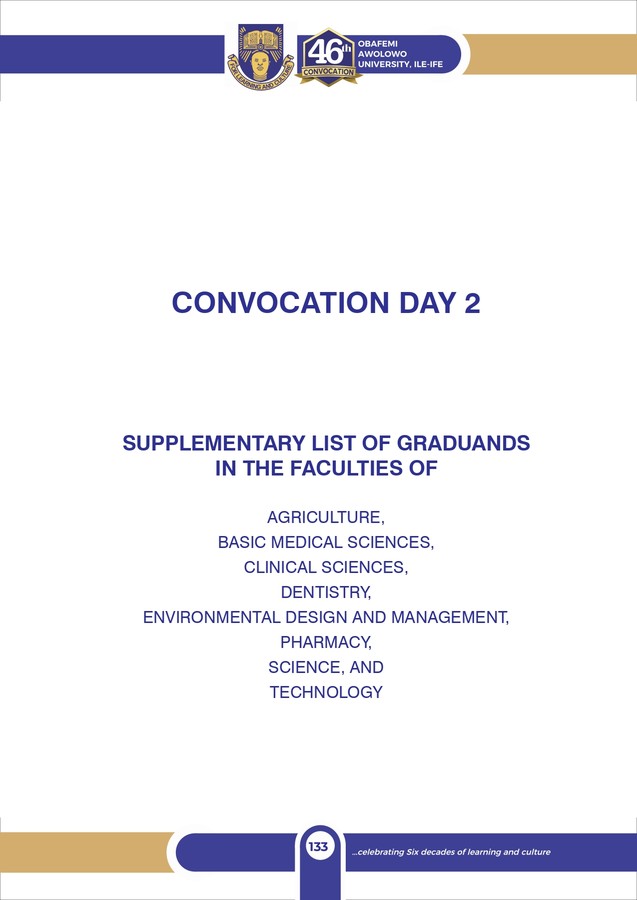 FOR LEARNING AND CULTURE
46th
CONVOCATION
OBAFEMI
AWOLOWO
UNIVERSITY, ILE-IFE
CONVOCATION DAY 2
SUPPLEMENTARY LIST OF GRADUANDS
IN THE FACULTIES OF
AGRICULTURE,
BASIC MEDICAL SCIENCES,
CLINICAL SCIENCES,
DENTISTRY,
ENVIRONMENTAL DESIGN AND MANAGEMENT,
PHARMACY,
SCIENCE, AND
TECHNOLOGY
133
...celebrating Six decades of learning and culture